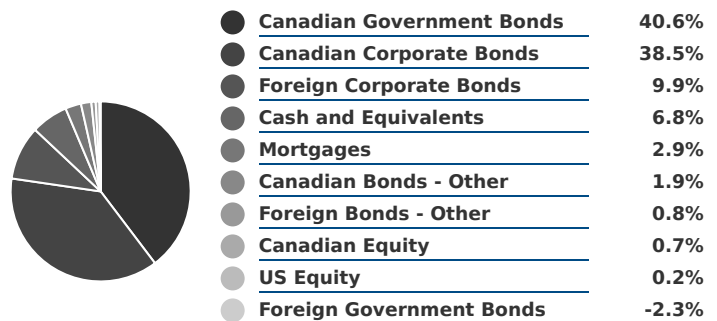 Canadian Government Bonds 40.6%
Canadian Corporate Bonds 38.5%
Foreign Corporate Bonds 9.9%
Cash and Equivalents 6.8%
Mortgages 2.9%
Canadian Bonds - Other 1.9%
Foreign Bonds - Other 0.8%
Canadian Equity 0.7%
US Equity 0.2%
Foreign Government Bonds -2.3%